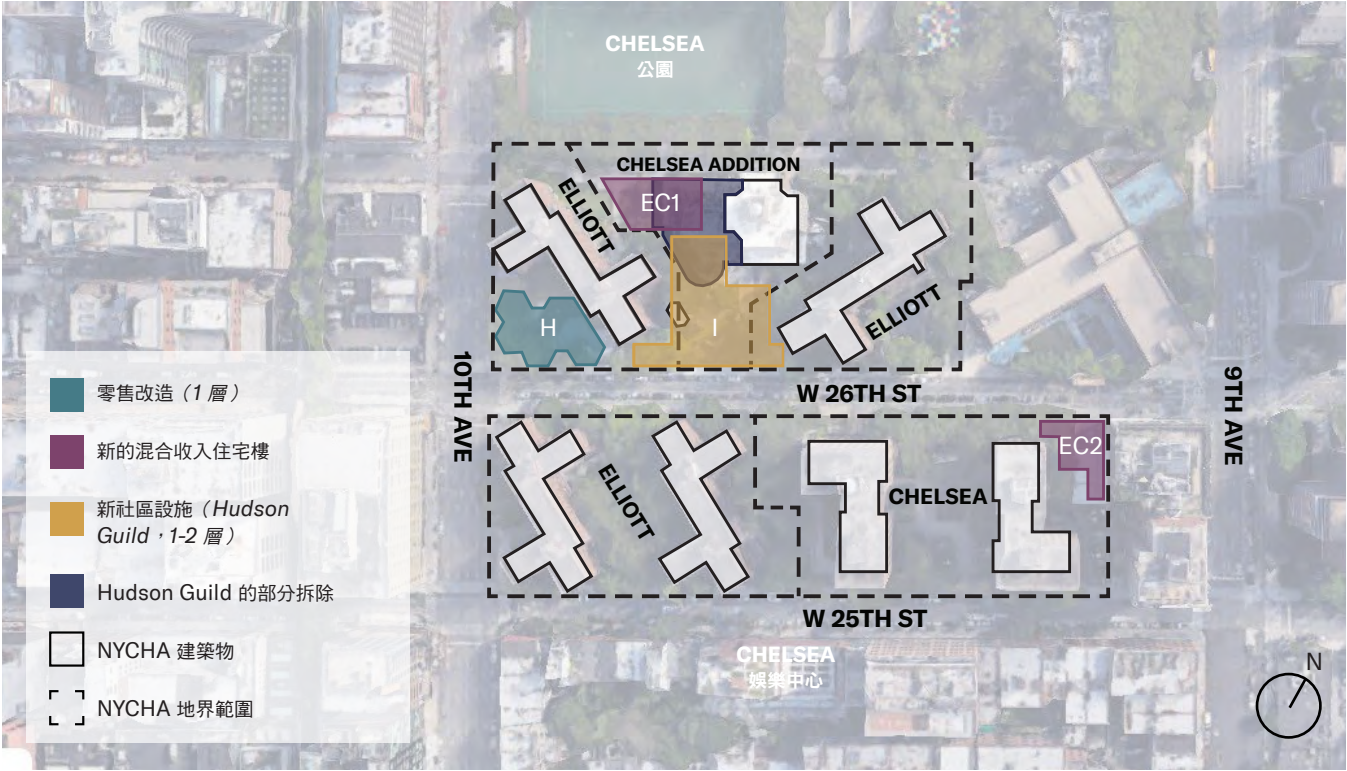 CHELSEA
公園
CHELSEA ADDITION
ELLIOTT
EC1
H
I
ELLIOTT
10TH AVE
W 26TH ST
9TH AVE
EC2
ELLIOTT
CHELSEA
W 25TH ST
CHELSEA
娛樂中心
N
零售改造（1 層）
新的混合收入住宅樓
新社區設施（Hudson
Guild，1-2 層）
Hudson Guild 的部分拆除
NYCHA 建築物
NYCHA 地界範圍